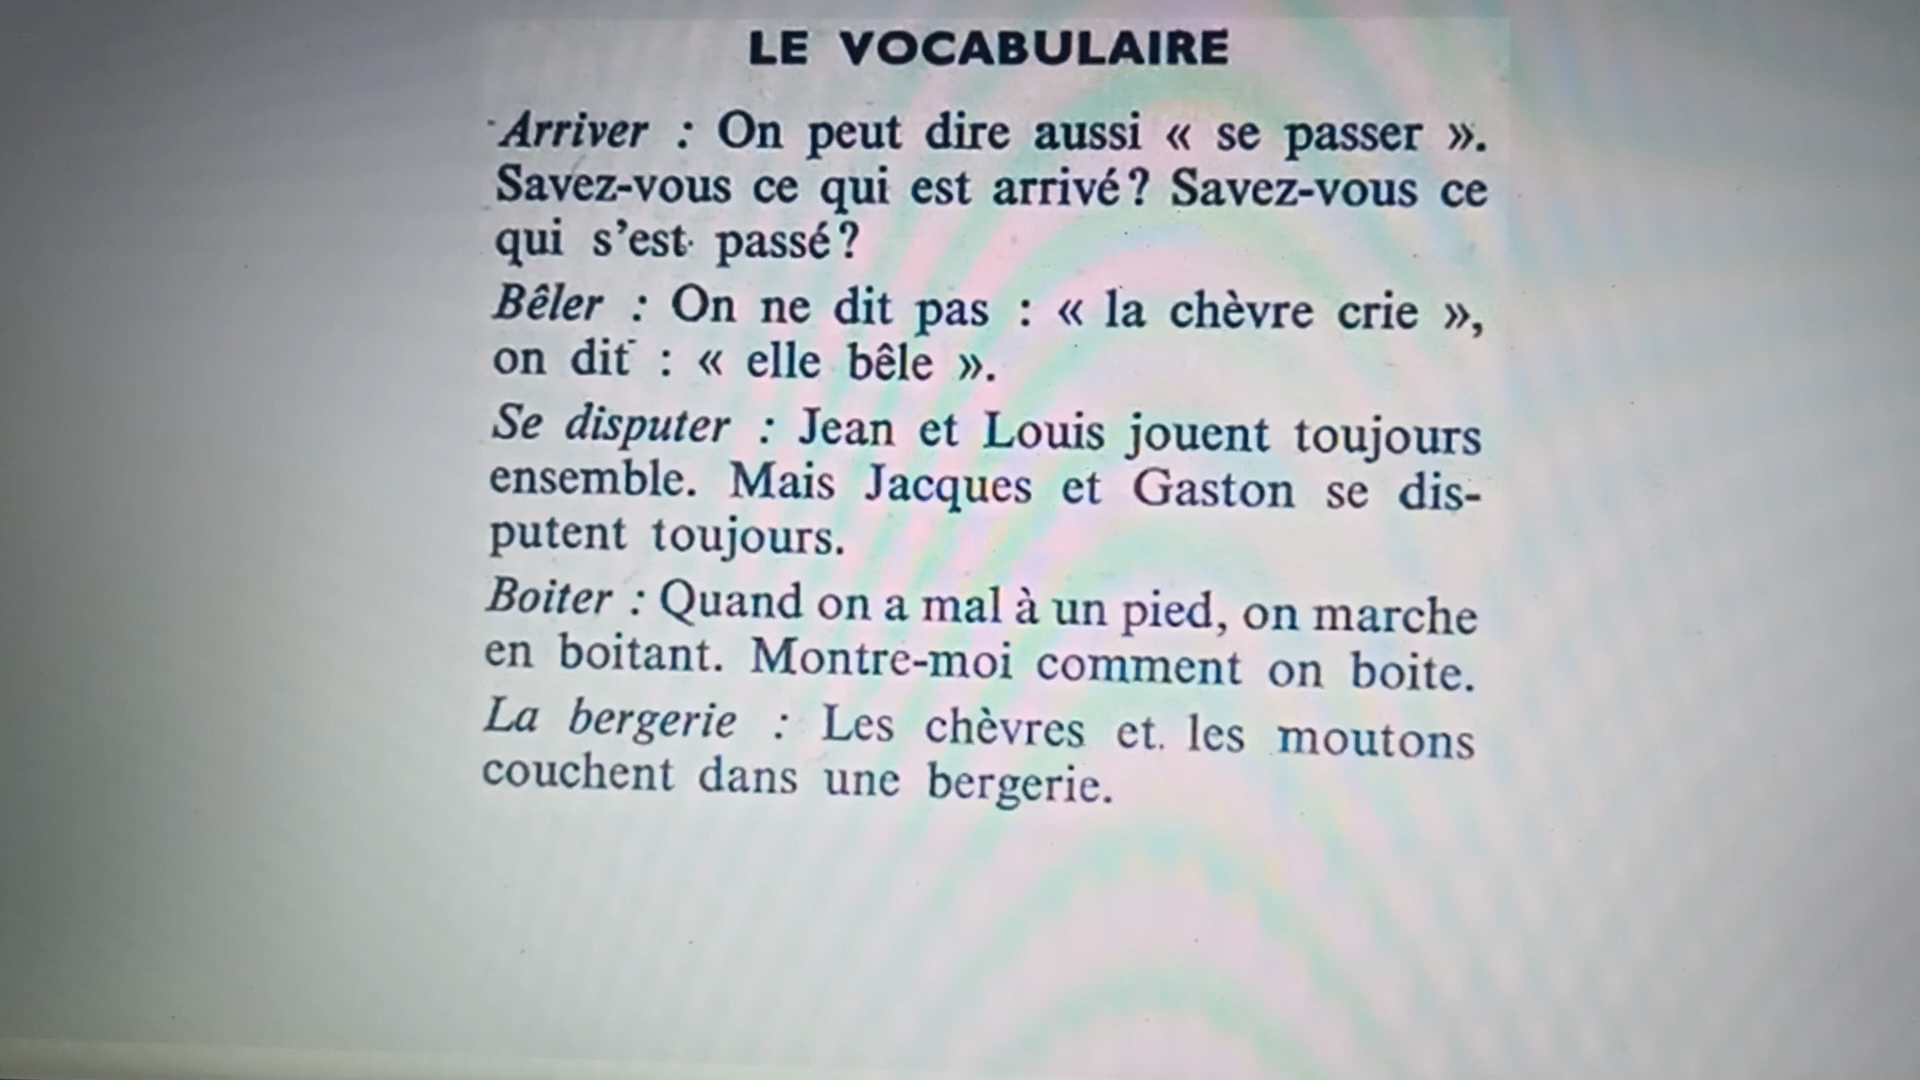 LE VOCABULAIRE
Arriver : On peut dire aussi « se passer ».
Savez-vous ce qui est arrivé? Savez-vous ce
qui s'est passé?
Bêler : On ne dit pas : « la chèvre crie »,
on dit : « elle bêle ».
Se disputer : Jean et Louis jouent toujours
ensemble. Mais Jacques et Gaston se dis-
putent toujours.
Boiter : Quand on a mal à un pied, on marche
en boitant. Montre-moi comment on boite.
La bergerie : Les chèvres et les moutons
couchent dans une bergerie.